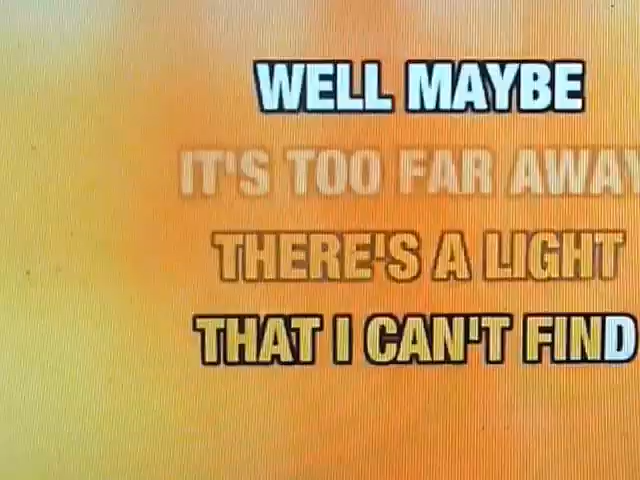 WELL MAYBE
IT'S TOO FAR AWAY
THERE'S A LIGHT
THAT I CAN'T FIND